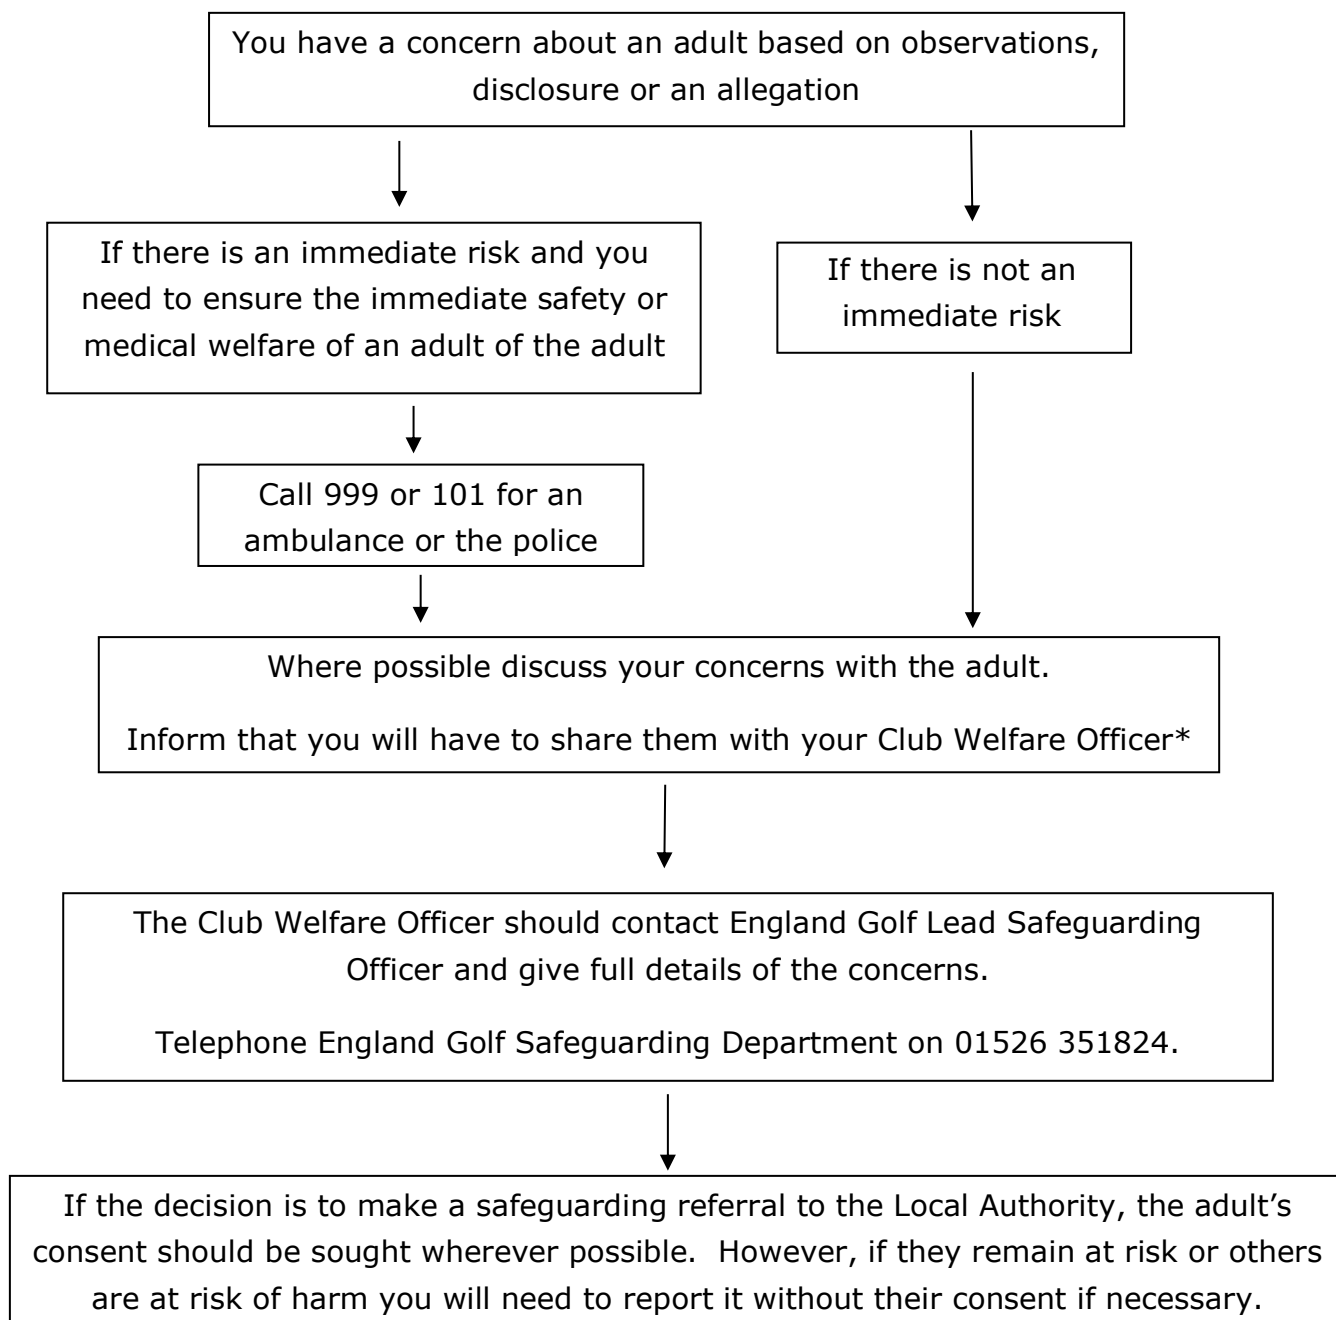 You have a concern about an adult based on observations,
disclosure or an allegation
If there is an immediate risk and you
need to ensure the immediate safety or
medical welfare of an adult of the adult
If there is not an
immediate risk
Call 999 or 101 for an
ambulance or the police
Where possible discuss your concerns with the adult.
Inform that you will have to share them with your Club Welfare Officer*
The Club Welfare Officer should contact England Golf Lead Safeguarding
Officer and give full details of the concerns.
Telephone England Golf Safeguarding Department on 01526 351824.
If the decision is to make a safeguarding referral to the Local Authority, the adult’s
consent should be sought wherever possible.  However, if they remain at risk or others
are at risk of harm you will need to report it without their consent if necessary.